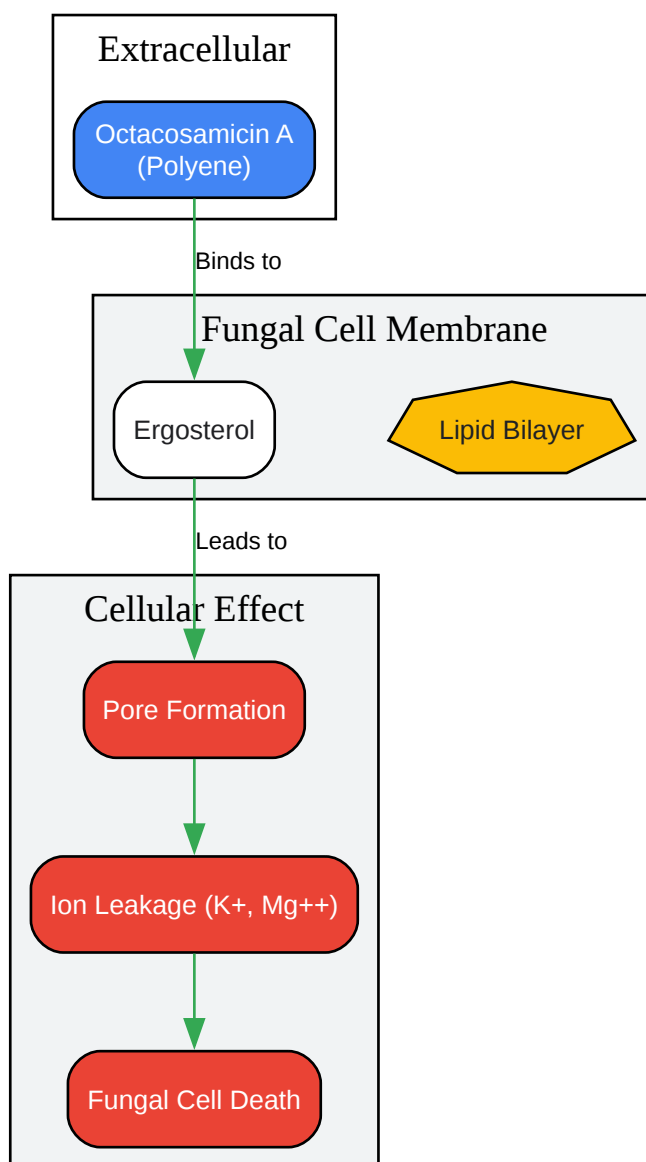 Extracellular
Octacosamicin A
(Polyene)
Binds to
Fungal Cell Membrane
Ergosterol
Lipid Bilayer
Leads to
Cellular Effect
Pore Formation
Ion Leakage (K+, Mg++)
Fungal Cell Death